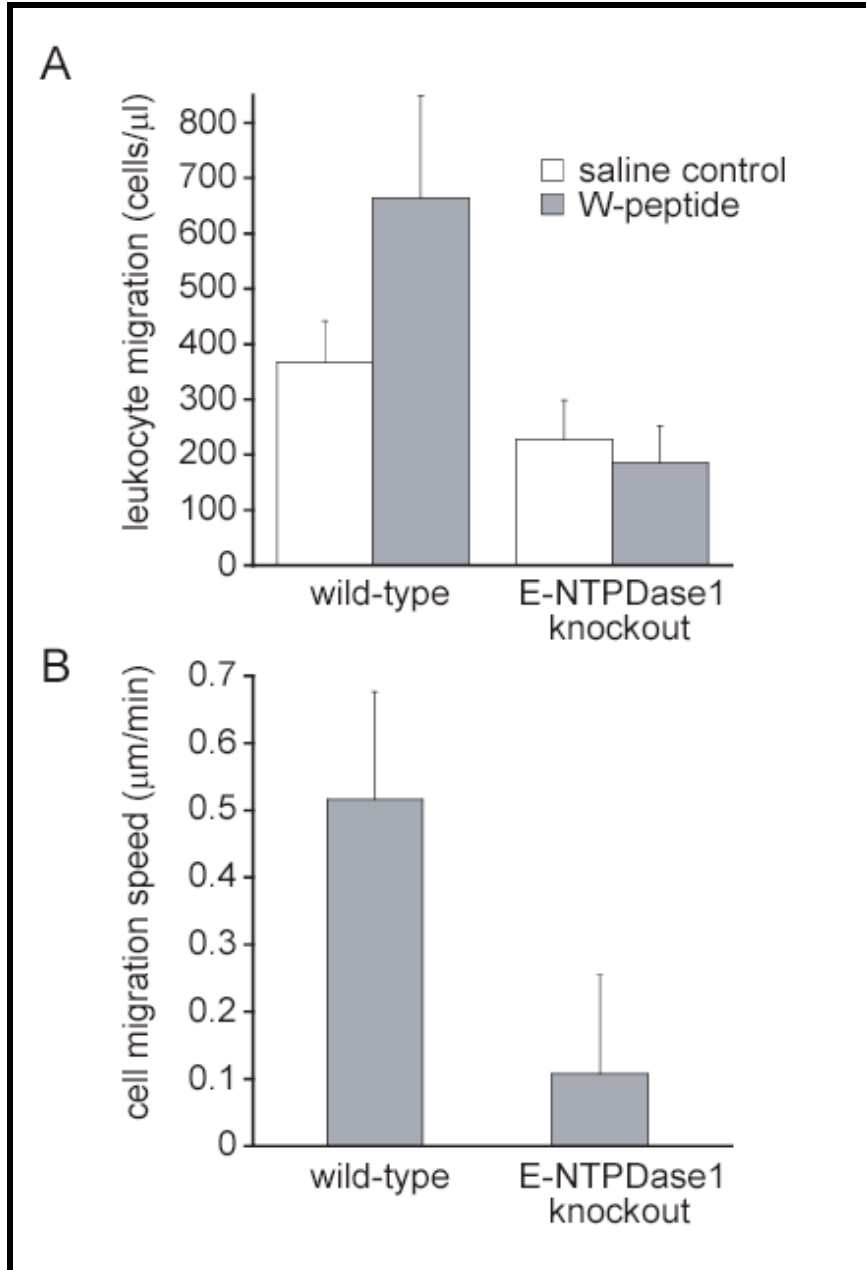 A
leukocyte migration (cells/μl)
800
700
600
500
400
300
200
100
0
saline control
W-peptide
wild-type
E-NTPDase1
knockout
B
cell migration speed (μm/min)
0.7
0.6
0.5
0.4
0.3
0.2
0.1
0
wild-type
E-NTPDase1
knockout